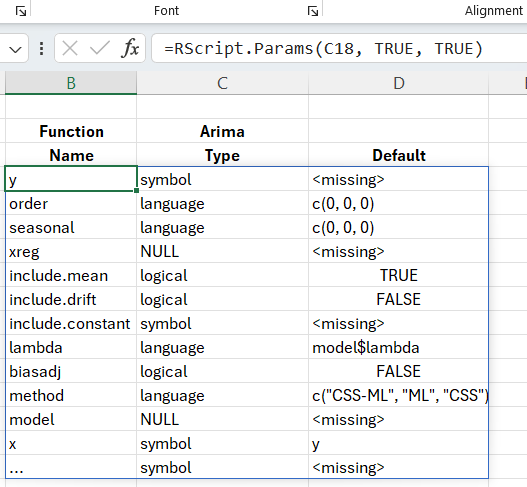 Font Alignment
fx =RScript.Params(C18, TRUE, TRUE)
B C D
Function Arima
Name Type Default
y symbol <missing>
order language c(0, 0, 0)
seasonal language c(0, 0, 0)
xreg NULL <missing>
include.mean logical TRUE
include.drift logical FALSE
include.constant symbol <missing>
lambda language model$lambda
biasadj logical FALSE
method language c("CSS-ML", "ML", "CSS")
model NULL <missing>
x symbol y
... symbol <missing>